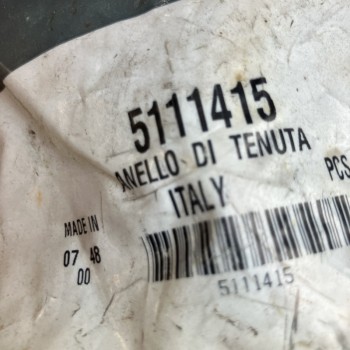 5111415
ANELLO DI TENUTA
PCS
ITALY
MADE IN
07 48
00
5111415